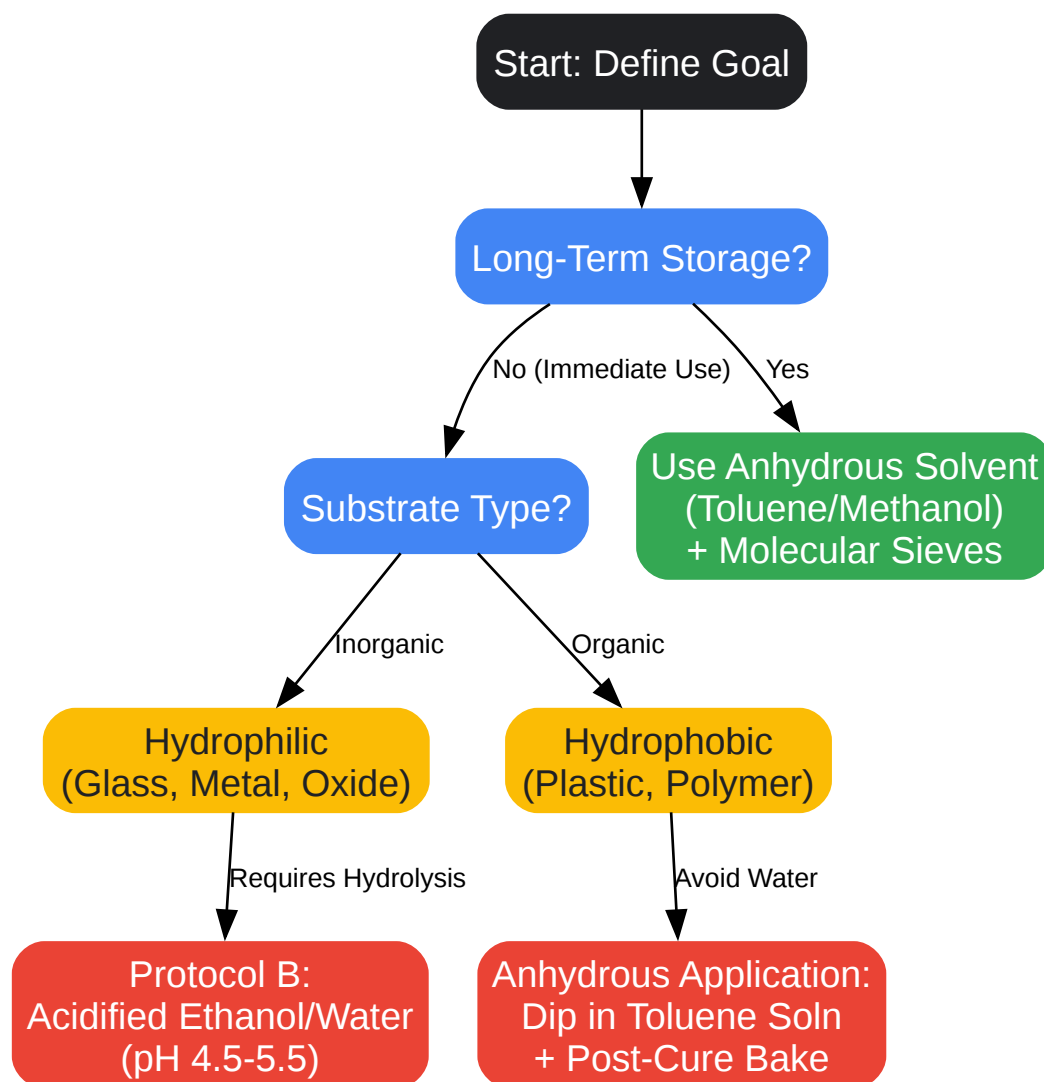 Start: Define Goal
Long-Term Storage?
No (Immediate Use)
Yes
Use Anhydrous Solvent
(Toluene/Methanol)
+ Molecular Sieves
Substrate Type?
Inorganic
Organic
Hydrophilic
(Glass, Metal, Oxide)
Hydrophobic
(Plastic, Polymer)
Requires Hydrolysis
Avoid Water
Protocol B:
Acidified Ethanol/Water
(pH 4.5-5.5)
Anhydrous Application:
Dip in Toluene Soln
+ Post-Cure Bake